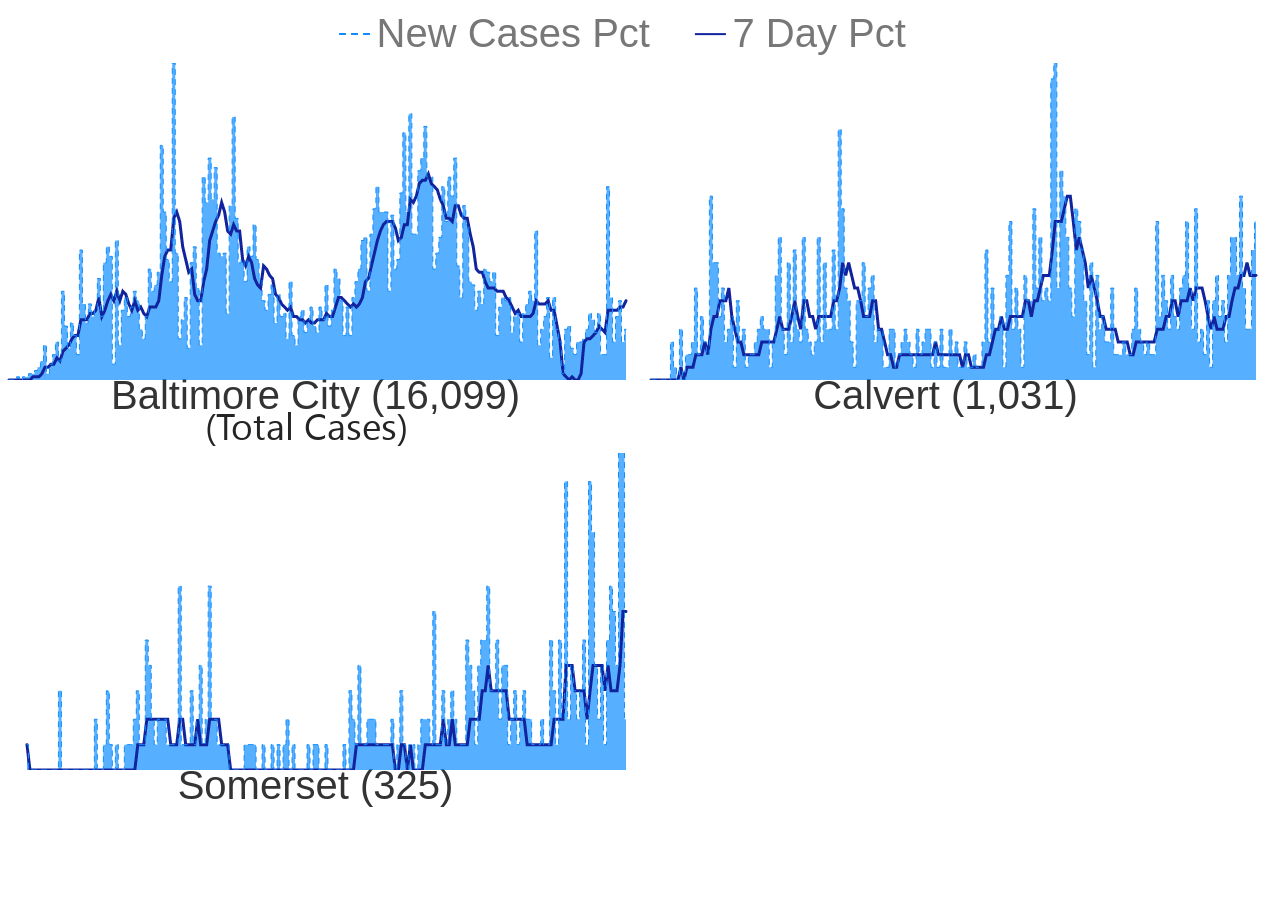 New Cases Pct 7 Day Pct
Baltimore City (16,099)
(Total Cases)
Calvert (1,031)
Somerset (325)